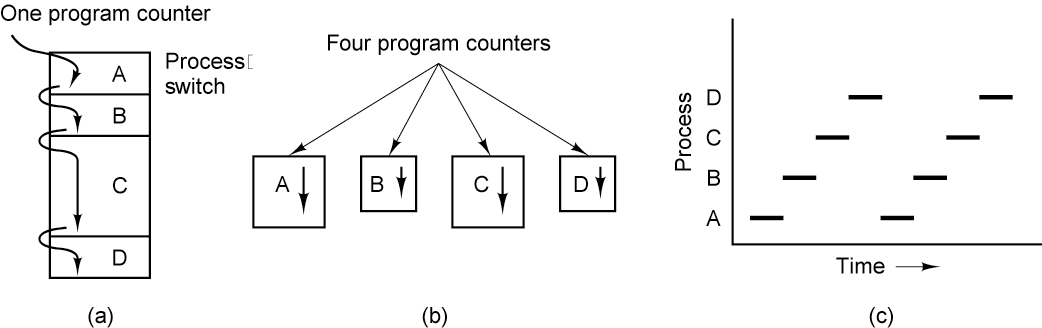 One program counter
Process
switch
A
B
C
D
(a)
Four program counters
A
B
C
D
(b)
Process
D
C
B
A
Time
(c)